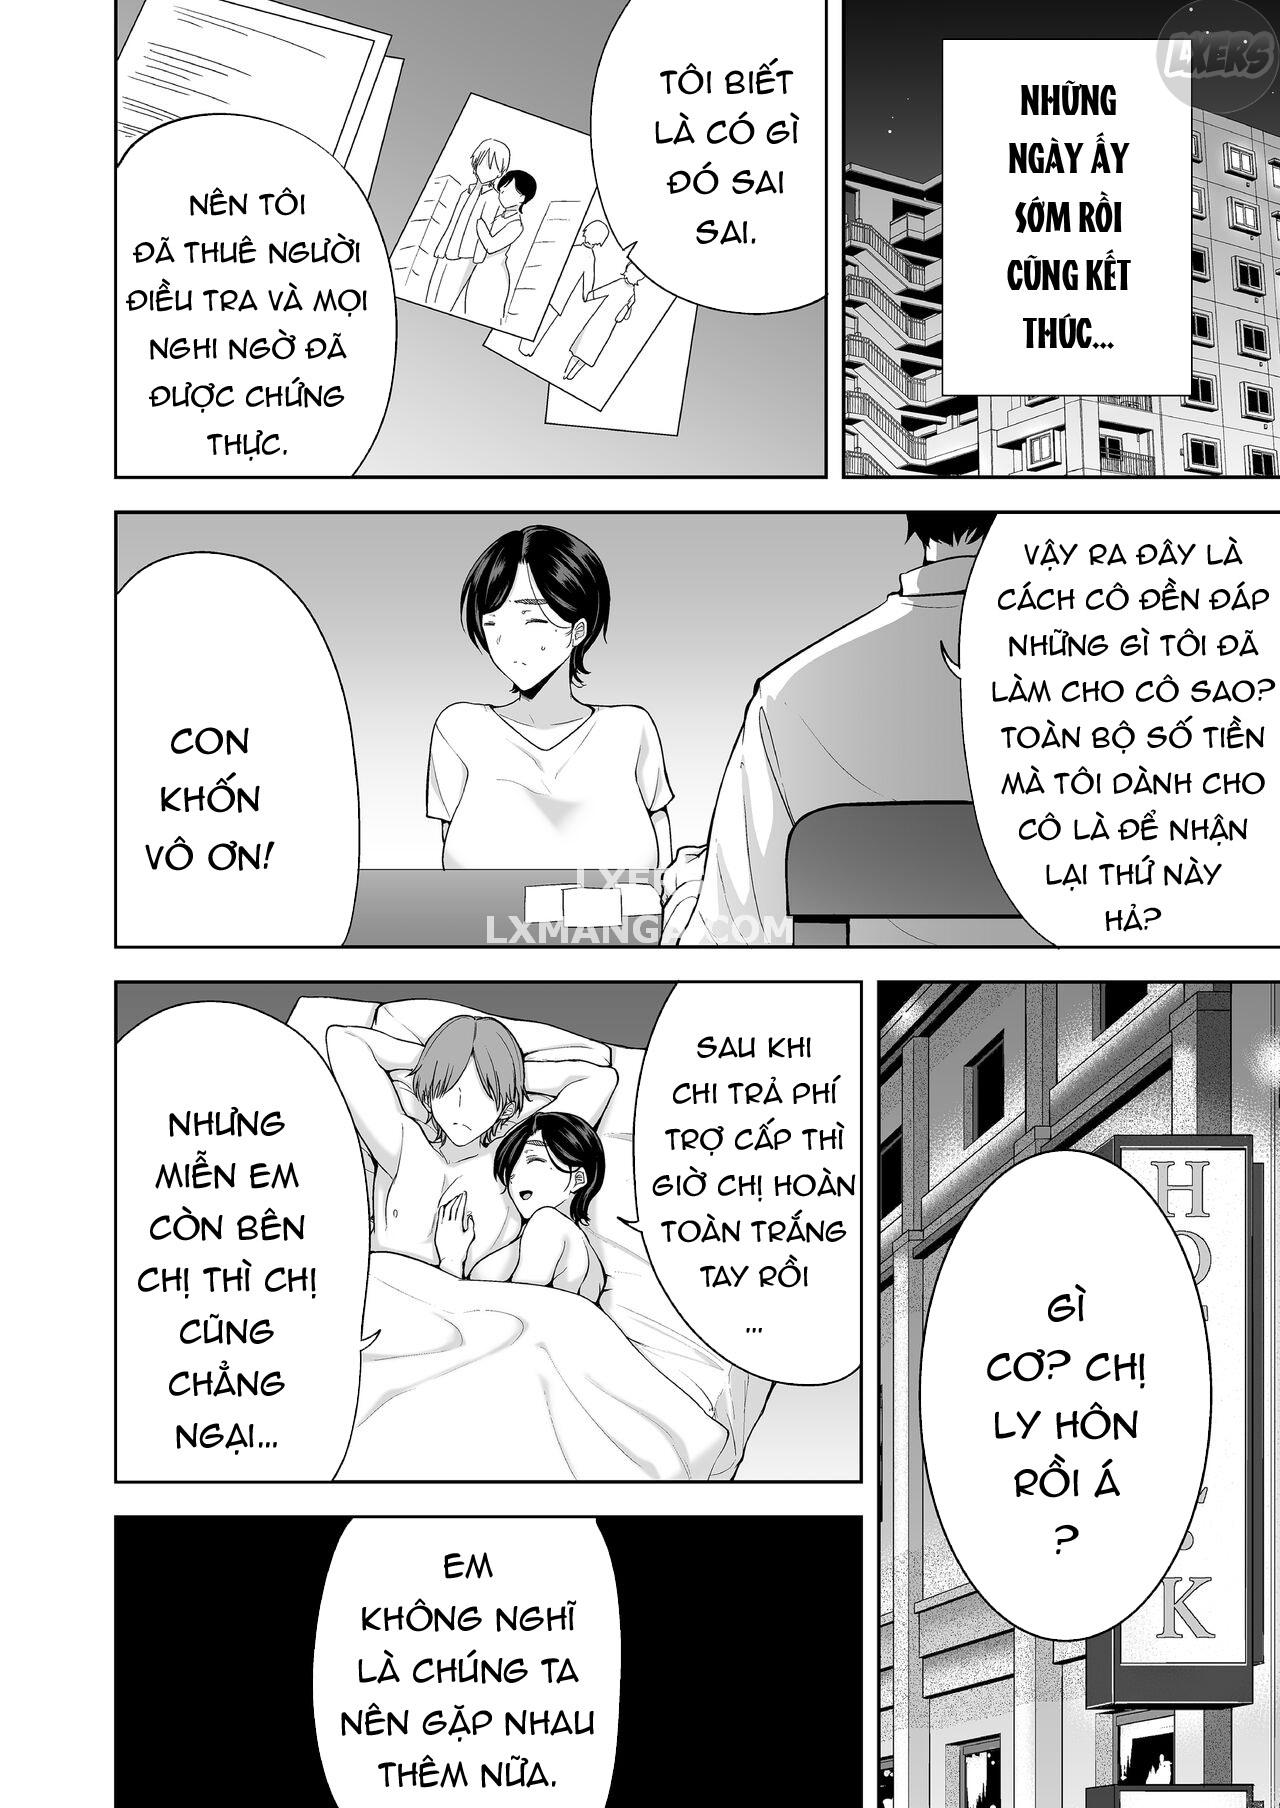 LXERS
NHỮNG
NGÀY ẤY
SỚM RỒI
CŨNG KẾT
THÚC...
TÔI BIẾT
LÀ CÓ GÌ
ĐÓ SAI
SAI.
NÊN TÔI
ĐÃ THUÊ NGƯỜI
ĐIỀU TRA VÀ MỌI
NGHI NGỜ ĐÃ
ĐƯỢC CHỨNG
THỰC.
VẬY RA ĐÂY LÀ
CÁCH CÔ ĐỀN ĐÁP
NHỮNG GÌ TÔI ĐÃ
LÀM CHO CÔ SAO?
TOÀN BỘ SỐ TIỀN
MÀ TÔI DÀNH CHO
CÔ LÀ ĐỂ NHẬN
LẠI THỨ NÀY
HẢ?
CON
KHỐN
VÔ ƠN!
LXERS
LXMANGA.COM
GÌ
CƠ? CHỊ
LY HÔN
RỒI Á
?
H
K
SAU KHI
CHI TRẢ PHÍ
TRỢ CẤP THÌ
GIỜ CHỊ HOÀN
TOÀN TRẮNG
TAY RỒI
...
NHƯNG
MIỄN EM
CÒN BÊN
CHỊ THÌ CHỊ
CŨNG
CHẲNG
NGẠI...
EM
KHÔNG NGHĨ
LÀ CHÚNG TA
NÊN GẶP NHAU
THÊM NỮA.